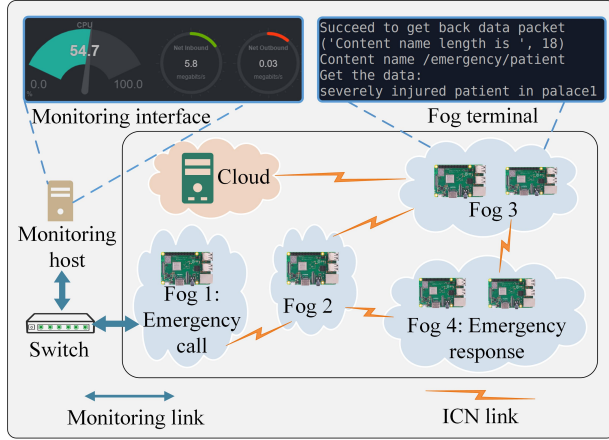 CPU
54.7
0.0
100.0
%
Net Inbound
5.8
megabits/s
Net Outbound
0.03
megabits/s
Succeed to get back data packet
('Content name length is ', 18)
Content name /emergency/patient
Get the data:
severely injured patient in palace1
Monitoring interface
Fog terminal
Cloud
Fog 3
Monitoring
host
Fog 1:
Emergency
call
Fog 2
Fog 4: Emergency
response
Switch
Monitoring link
ICN link